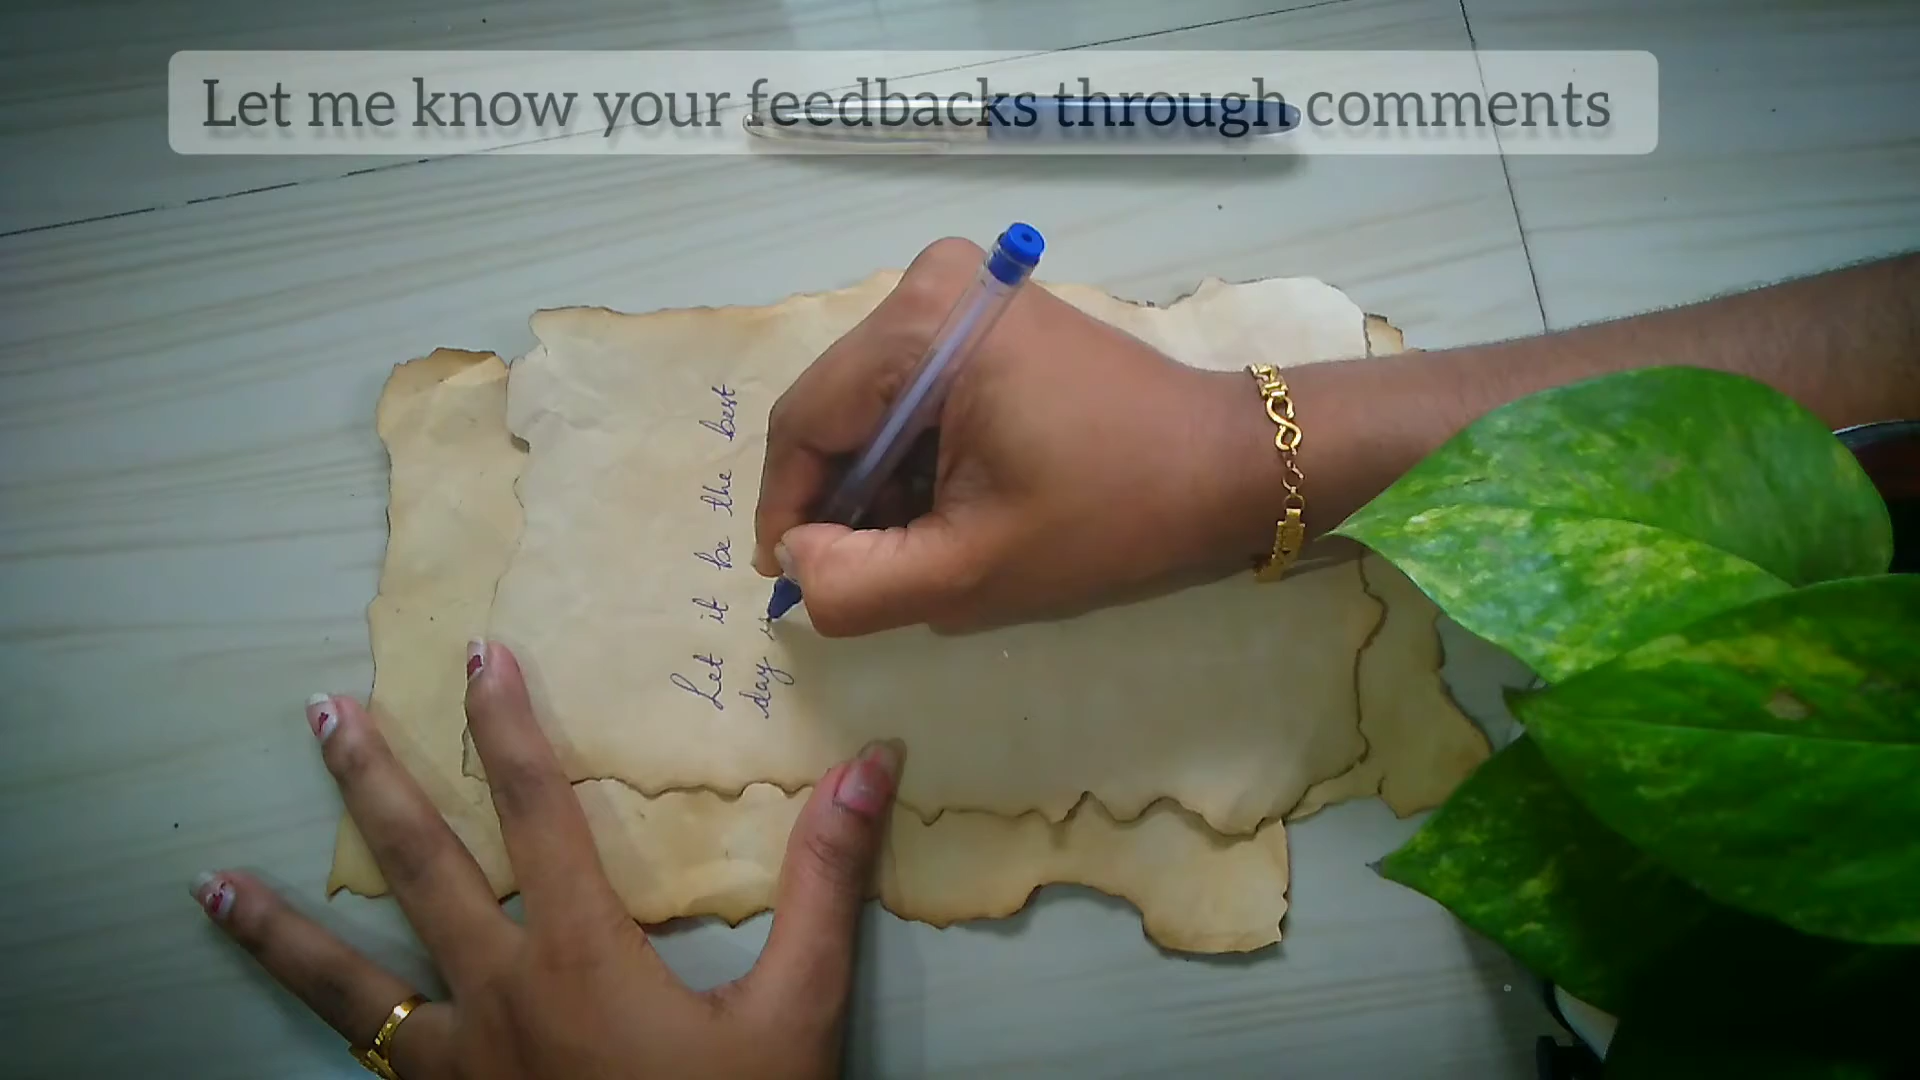 Let me know your feedbacks through comments
Let it be the best
day